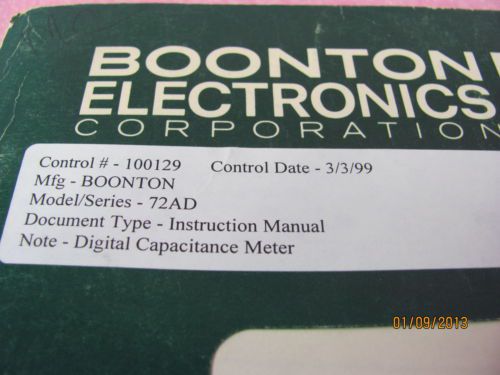 BOONTON
ELECTRONICS
CORPORATION
Control # - 100129 Control Date - 3/3/99
Mfg - BOONTON
Model/Series - 72AD
Document Type - Instruction Manual
Note - Digital Capacitance Meter
01/09/2013